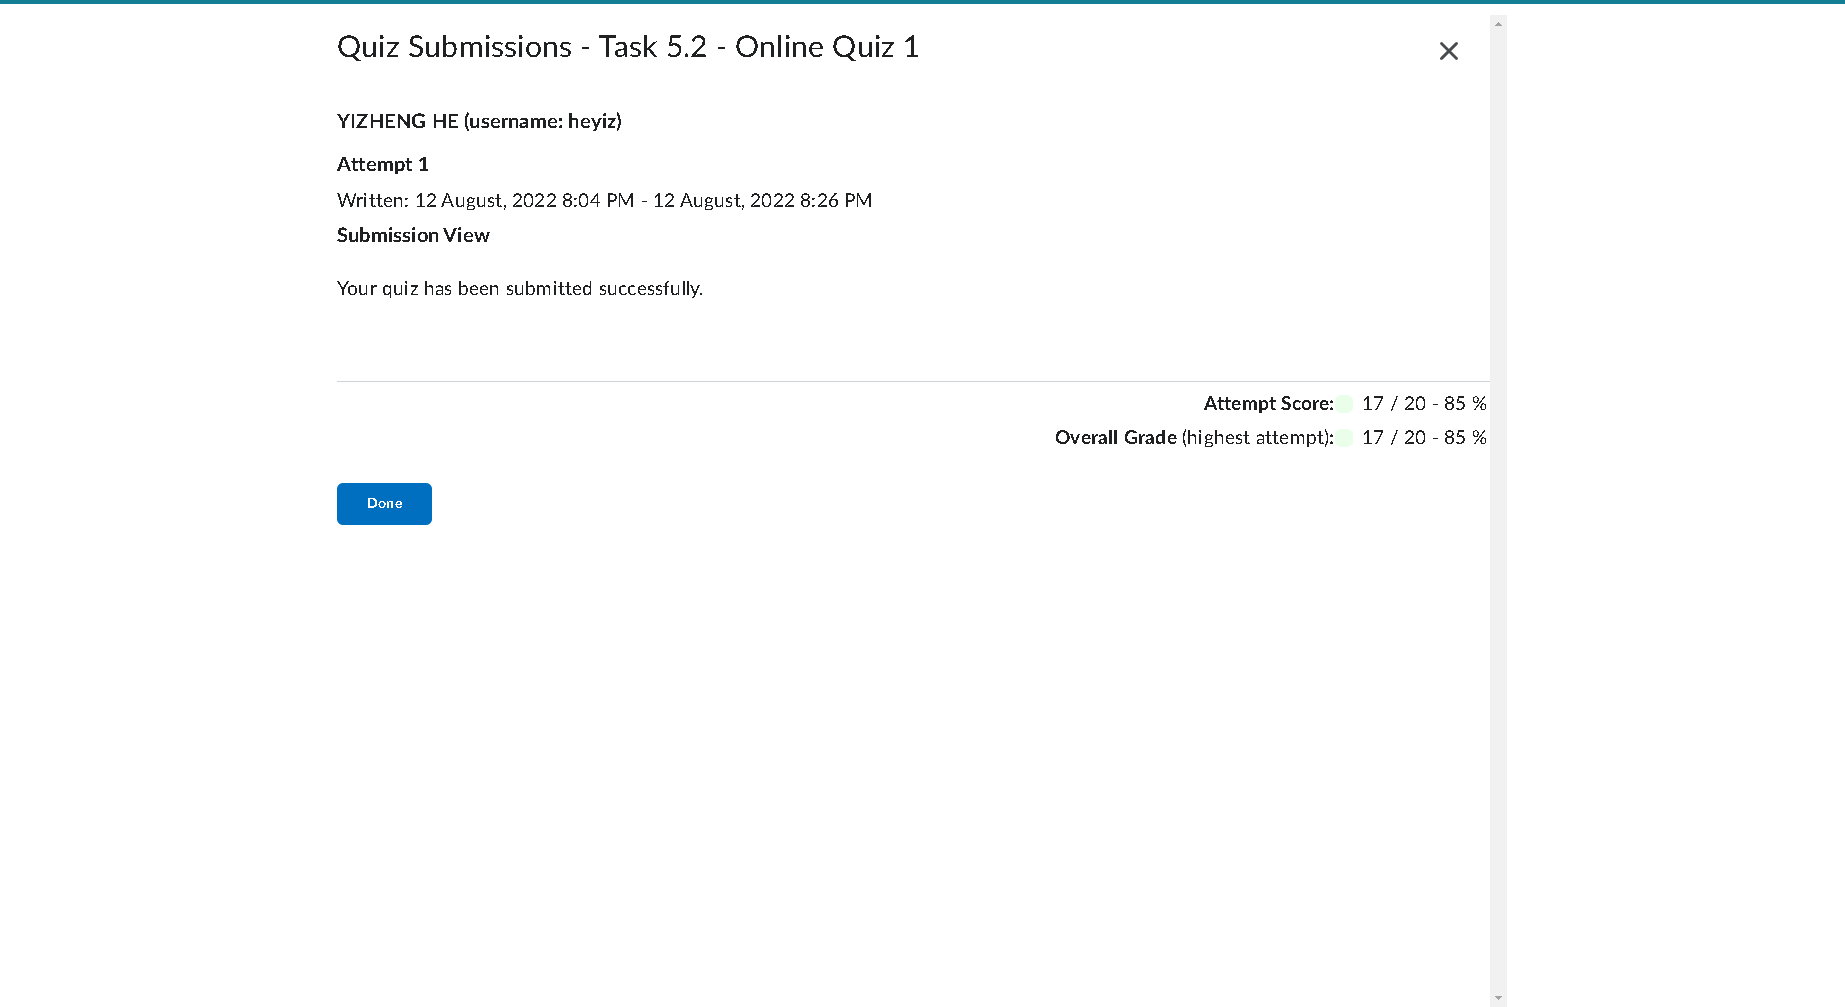 Quiz Submissions - Task 5.2 - Online Quiz 1
YIZHENG HE (username: heyiz)
Attempt 1
Written: 12 August, 2022 8:04 PM - 12 August, 2022 8:26 PM
Submission View
Your quiz has been submitted successfully.
Attempt Score: 17 / 20 - 85 %
Overall Grade (highest attempt): 17 / 20 - 85 %
Done